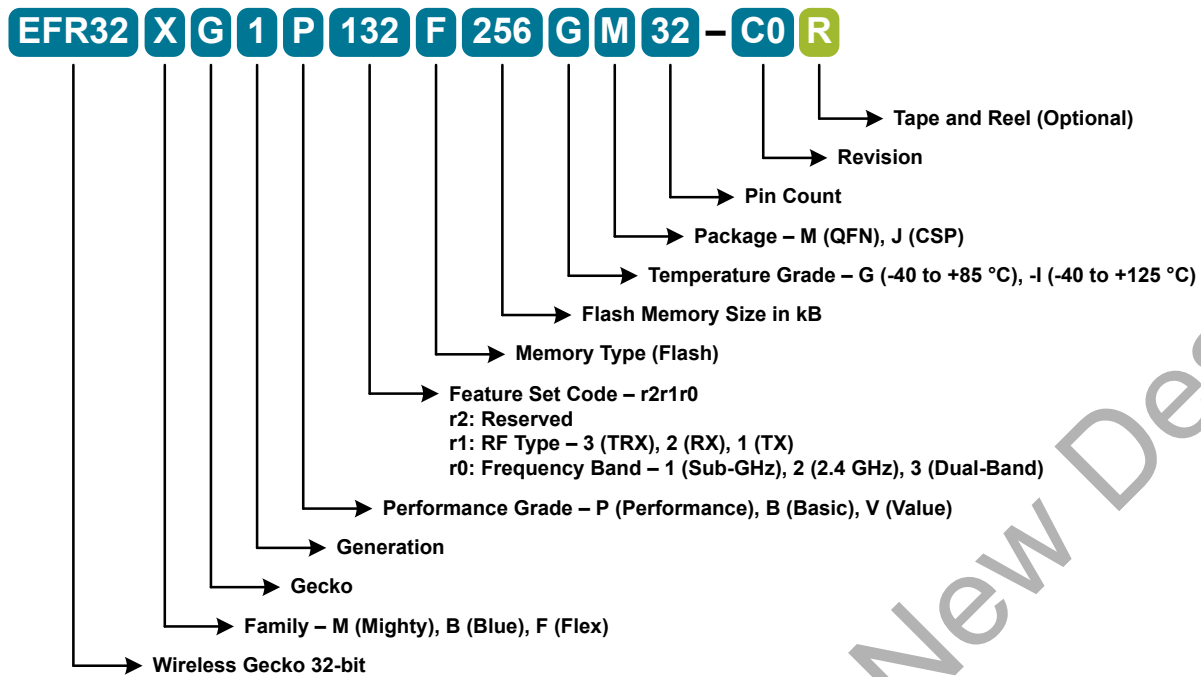 EFR32 X G 1 P 132 F 256 G M 32 – C0 R
Tape and Reel (Optional)
Revision
Pin Count
Package – M (QFN), J (CSP)
Temperature Grade – G (-40 to +85 °C), -I (-40 to +125 °C)
Flash Memory Size in kB
Memory Type (Flash)
Feature Set Code – r2r1r0
r2: Reserved
r1: RF Type – 3 (TRX), 2 (RX), 1 (TX)
r0: Frequency Band – 1 (Sub-GHz), 2 (2.4 GHz), 3 (Dual-Band)
Performance Grade – P (Performance), B (Basic), V (Value)
Generation
Gecko
Family – M (Mighty), B (Blue), F (Flex)
Wireless Gecko 32-bit
New